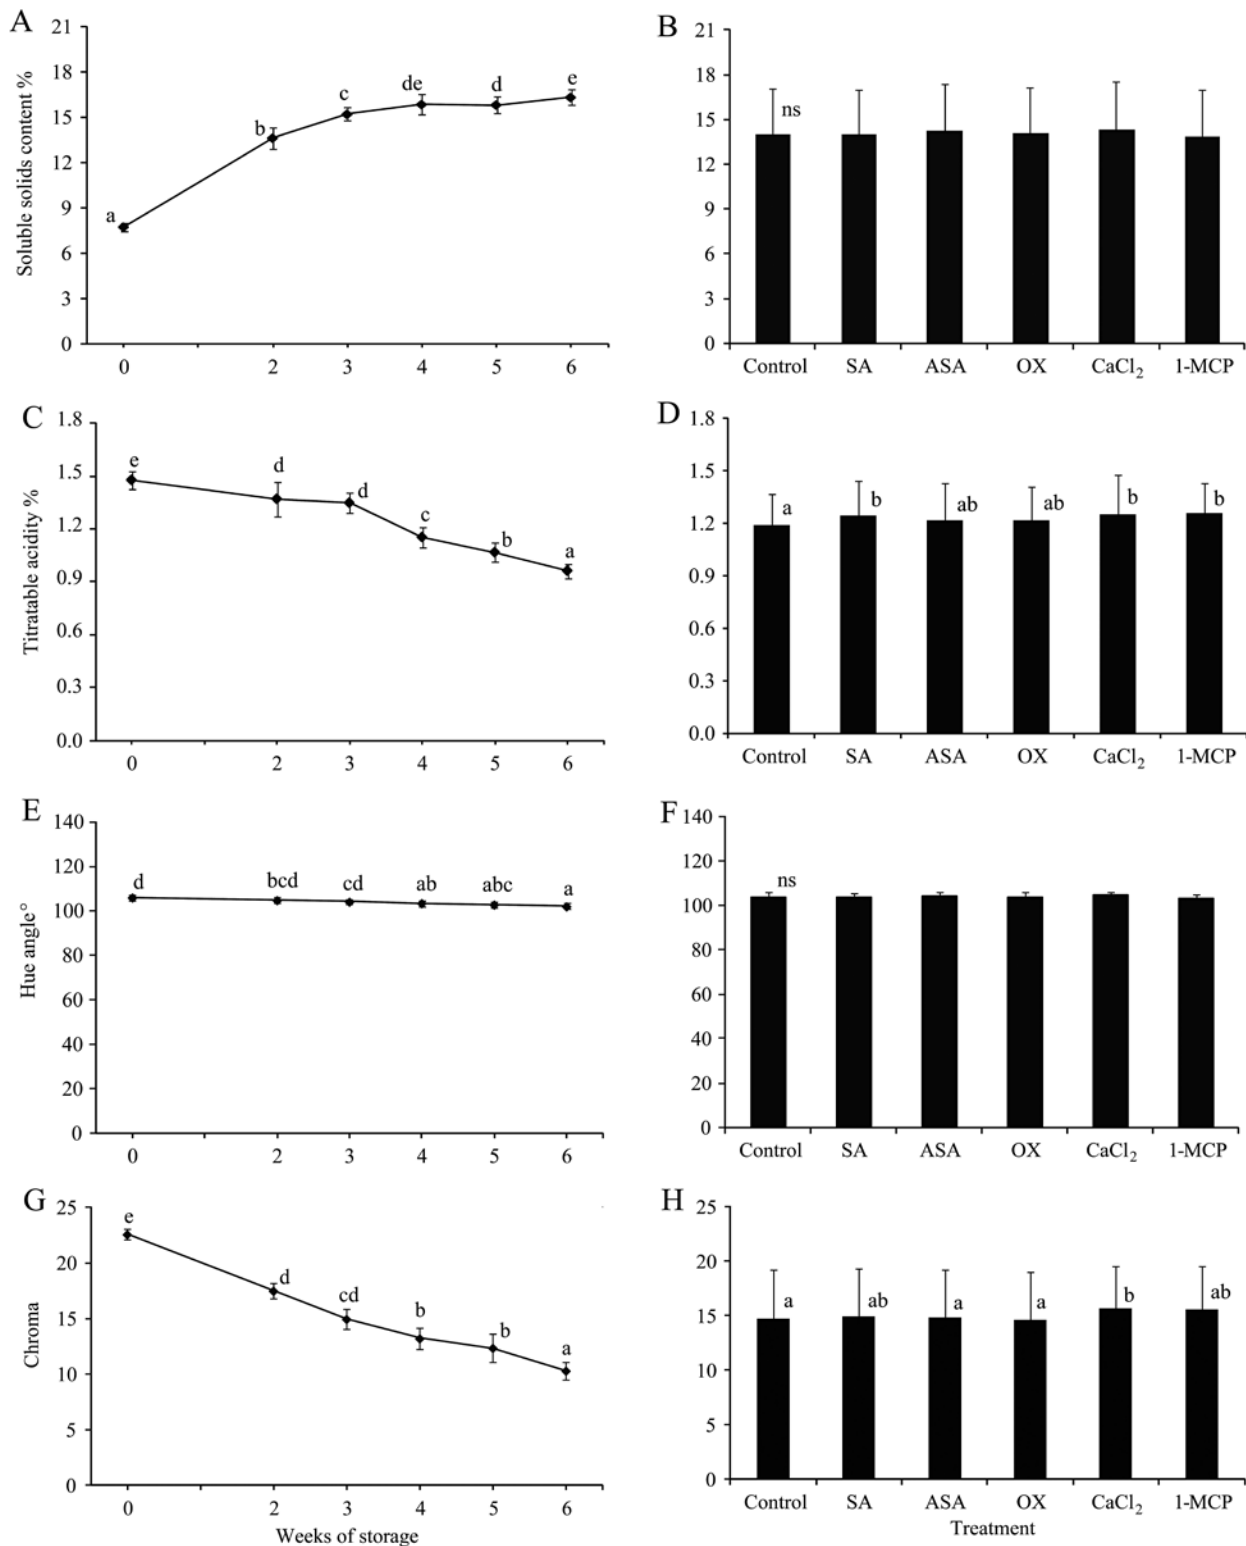 A
21
18
15
12
9
6
3
0
Soluble solids content %
a
b
c
de
d
e
0 2 3 4 5 6
B
21
18
15
12
9
6
3
0
ns
Control SA ASA OX CaCl₂ 1-MCP
C
1.8
1.5
1.2
0.9
0.6
0.3
0.0
Titratable acidity %
e
d
d
c
b
a
0 2 3 4 5 6
D
1.8
1.5
1.2
0.9
0.6
0.3
0.0
a b ab ab b b
Control SA ASA OX CaCl₂ 1-MCP
E
140
120
100
80
60
40
20
0
Hue angle°
d bcd cd ab abc a
0 2 3 4 5 6
F
140
120
100
80
60
40
20
0
ns
Control SA ASA OX CaCl₂ 1-MCP
G
25
20
15
10
5
0
Chroma
e
d
cd
b
b
a
0 2 3 4 5 6
Weeks of storage
H
25
20
15
10
5
0
a ab a a b ab
Control SA ASA OX CaCl₂ 1-MCP
Treatment